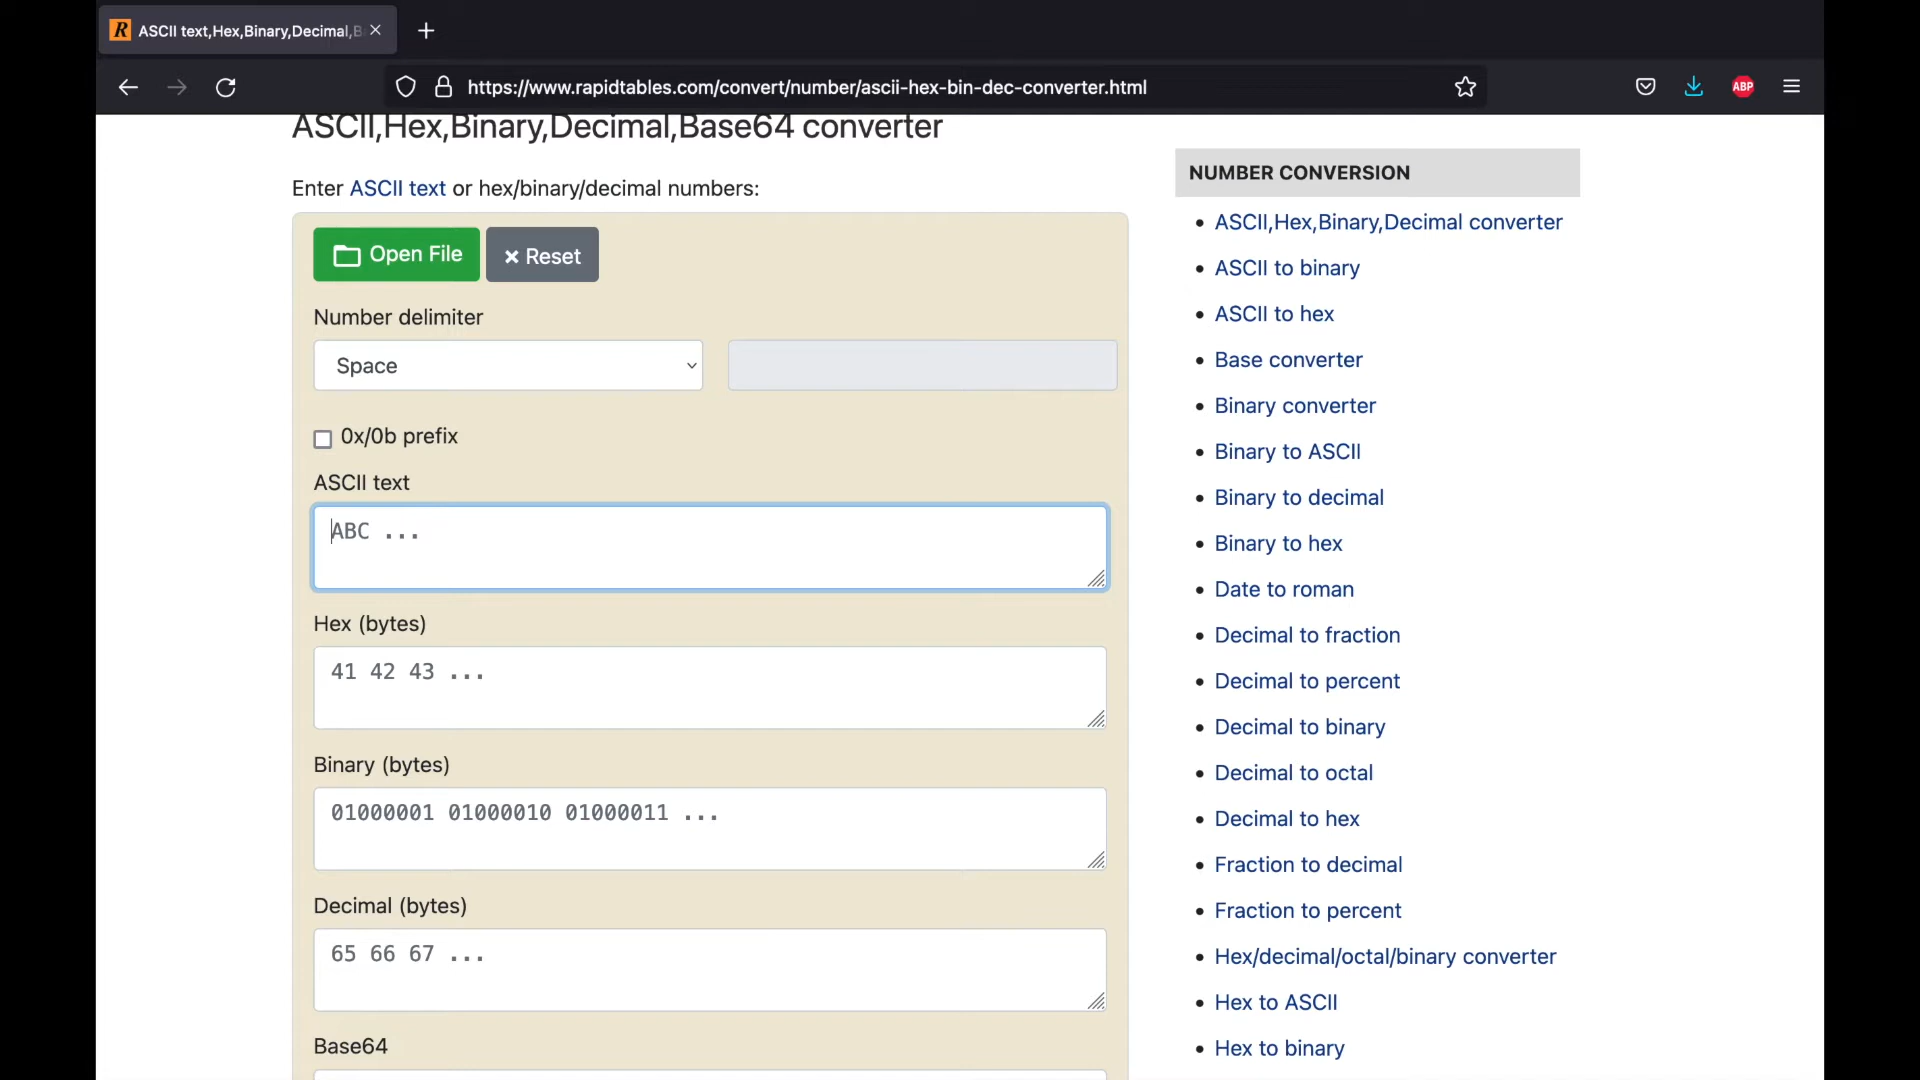 R ASCII text,Hex,Binary,Decimal,B
https://www.rapidtables.com/convert/number/ascii-hex-bin-dec-converter.html
ABP
ASCII,Hex,Binary,Decimal,Base64 converter
Enter ASCII text or hex/binary/decimal numbers:
Open File
× Reset
Number delimiter
Space
0x/0b prefix
ASCII text
ABC ...
Hex (bytes)
41 42 43 ...
Binary (bytes)
01000001 01000010 01000011 ...
Decimal (bytes)
65 66 67 ...
Base64
NUMBER CONVERSION
ASCII,Hex,Binary,Decimal converter
ASCII to binary
ASCII to hex
Base converter
Binary converter
Binary to ASCII
Binary to decimal
Binary to hex
Date to roman
Decimal to fraction
Decimal to percent
Decimal to binary
Decimal to octal
Decimal to hex
Fraction to decimal
Fraction to percent
Hex/decimal/octal/binary converter
Hex to ASCII
Hex to binary